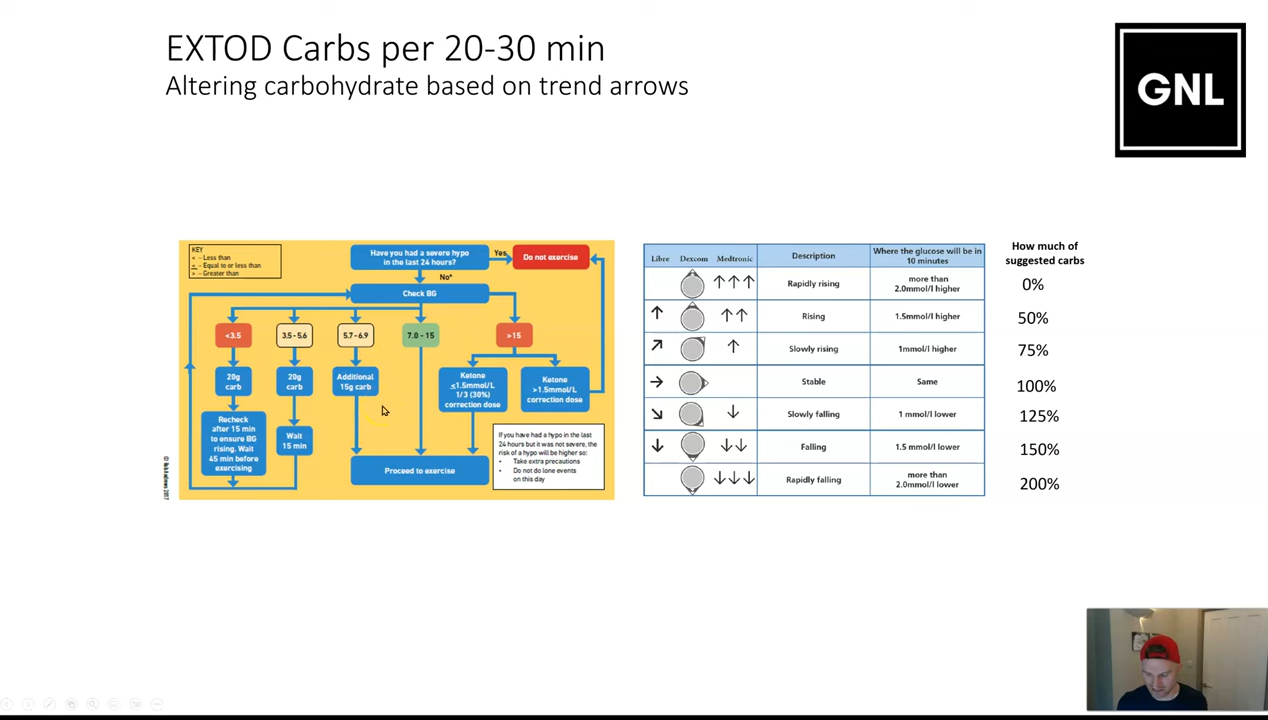 EXTOD Carbs per 20-30 min
Altering carbohydrate based on trend arrows
GNL
KEY
< - Less than
≤ - Equal to or less than
> - Greater than
Have you had a severe hypo
in the last 24 hours?
Yes
Do not exercise
No*
Check BG
<3.5
3.5 - 5.6
5.7 - 6.9
7.0 - 15
>15
20g
carb
20g
carb
Additional
15g carb
Ketone
≤1.5mmol/L
1/3 (30%)
correction dose
Ketone
>1.5mmol/L
correction dose
Recheck
after 15 min
to ensure BG
rising. Wait
45 min before
exercising
Wait
15 min
Proceed to exercise
If you have had a hypo in the last
24 hours but it was not severe, the
risk of a hypo will be higher so:
• Take extra precautions
• Do not do lone events
on this day
Libre Dexcom Medtronic Description Where the glucose will be in
10 minutes
How much of
suggested carbs
↑↑↑ Rapidly rising more than
2.0mmol/l higher 0%
↑ ↑↑ Rising 1.5mmol/l higher 50%
↗ ↑ Slowly rising 1mmol/l higher 75%
→ Stable Same 100%
↘ ↓ Slowly falling 1 mmol/l lower 125%
↓ ↓↓ Falling 1.5 mmol/l lower 150%
↓↓↓ Rapidly falling more than
2.0mmol/l lower 200%